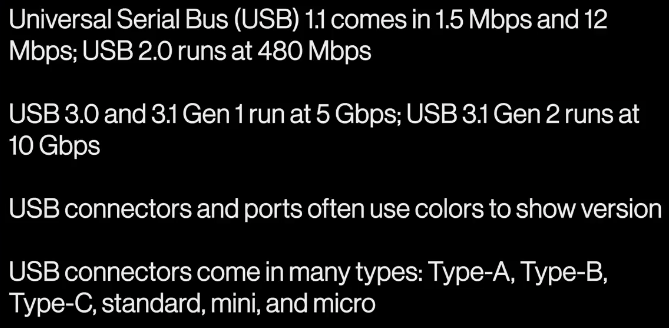 Universal Serial Bus (USB) 1.1 comes in 1.5 Mbps and 12
Mbps; USB 2.0 runs at 480 Mbps
USB 3.0 and 3.1 Gen 1 run at 5 Gbps; USB 3.1 Gen 2 runs at
10 Gbps
USB connectors and ports often use colors to show version
USB connectors come in many types: Type-A, Type-B,
Type-C, standard, mini, and micro